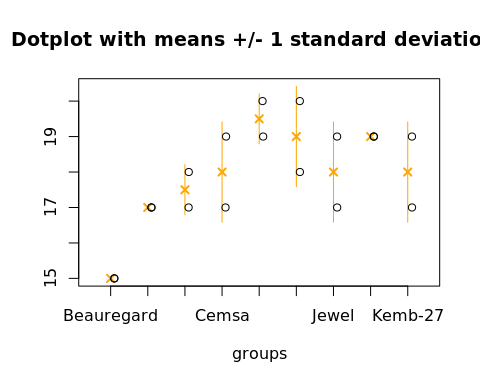 Dotplot with means +/- 1 standard deviatio
19
17
15
Beauregard Cemsa Jewel Kemb-27
groups